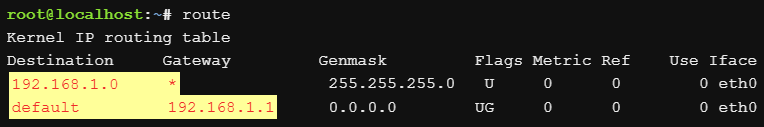 root@localhost:~# route
Kernel IP routing table
Destination Gateway Genmask Flags Metric Ref Use Iface
192.168.1.0 * 255.255.255.0 U 0 0 0 eth0
default 192.168.1.1 0.0.0.0 UG 0 0 0 eth0